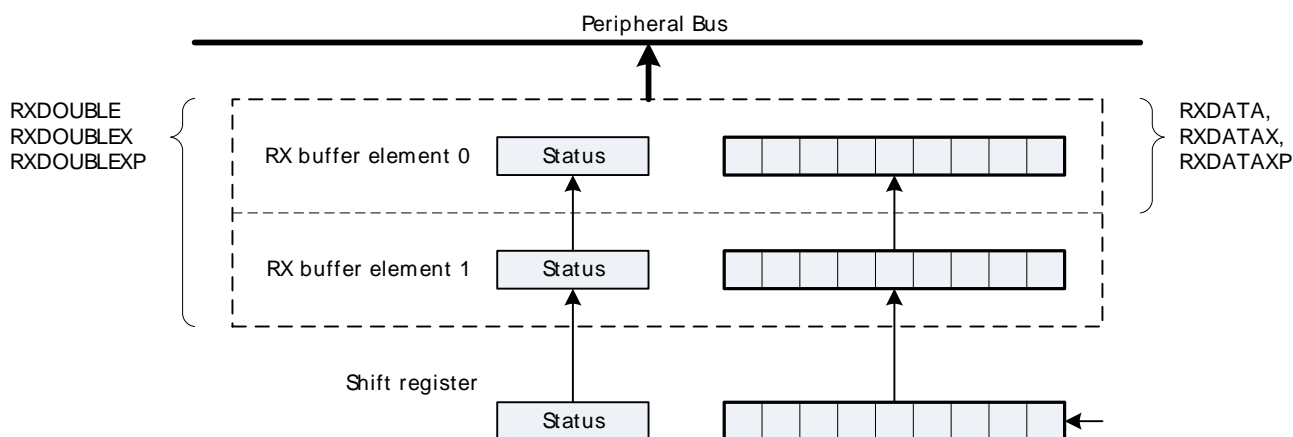 Peripheral Bus
RXDOUBLE
RXDOUBLEX
RXDOUBLEXP
RXDATA,
RXDATAX,
RXDATAXP
RX buffer element 0
Status
RX buffer element 1
Status
Shift register
Status